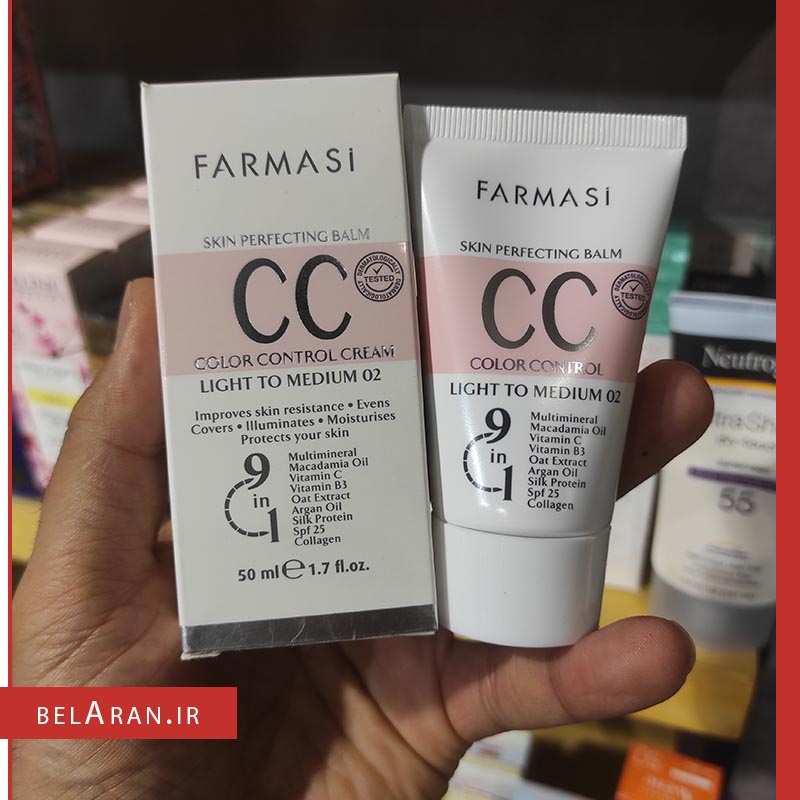 FARMASİ
SKIN PERFECTING BALM
CC
DERMATOLOGICALLY
TESTED
COLOR CONTROL CREAM
LIGHT TO MEDIUM 02
Improves skin resistance • Evens
Covers • Illuminates • Moisturises
Protects your skin
9 in 1
Multimineral
Macadamia Oil
Vitamin C
Vitamin B3
Oat Extract
Argan Oil
Silk Protein
Spf 25
Collagen
50 ml ℮ 1.7 fl.oz.
FARMASİ
SKIN PERFECTING BALM
CC
DERMATOLOGICALLY
TESTED
COLOR CONTROL
LIGHT TO MEDIUM 02
9 in 1
Multimineral
Macadamia Oil
Vitamin C
Vitamin B3
Oat Extract
Argan Oil
Silk Protein
Spf 25
Collagen
Neutrog
55
BELARAN.IR